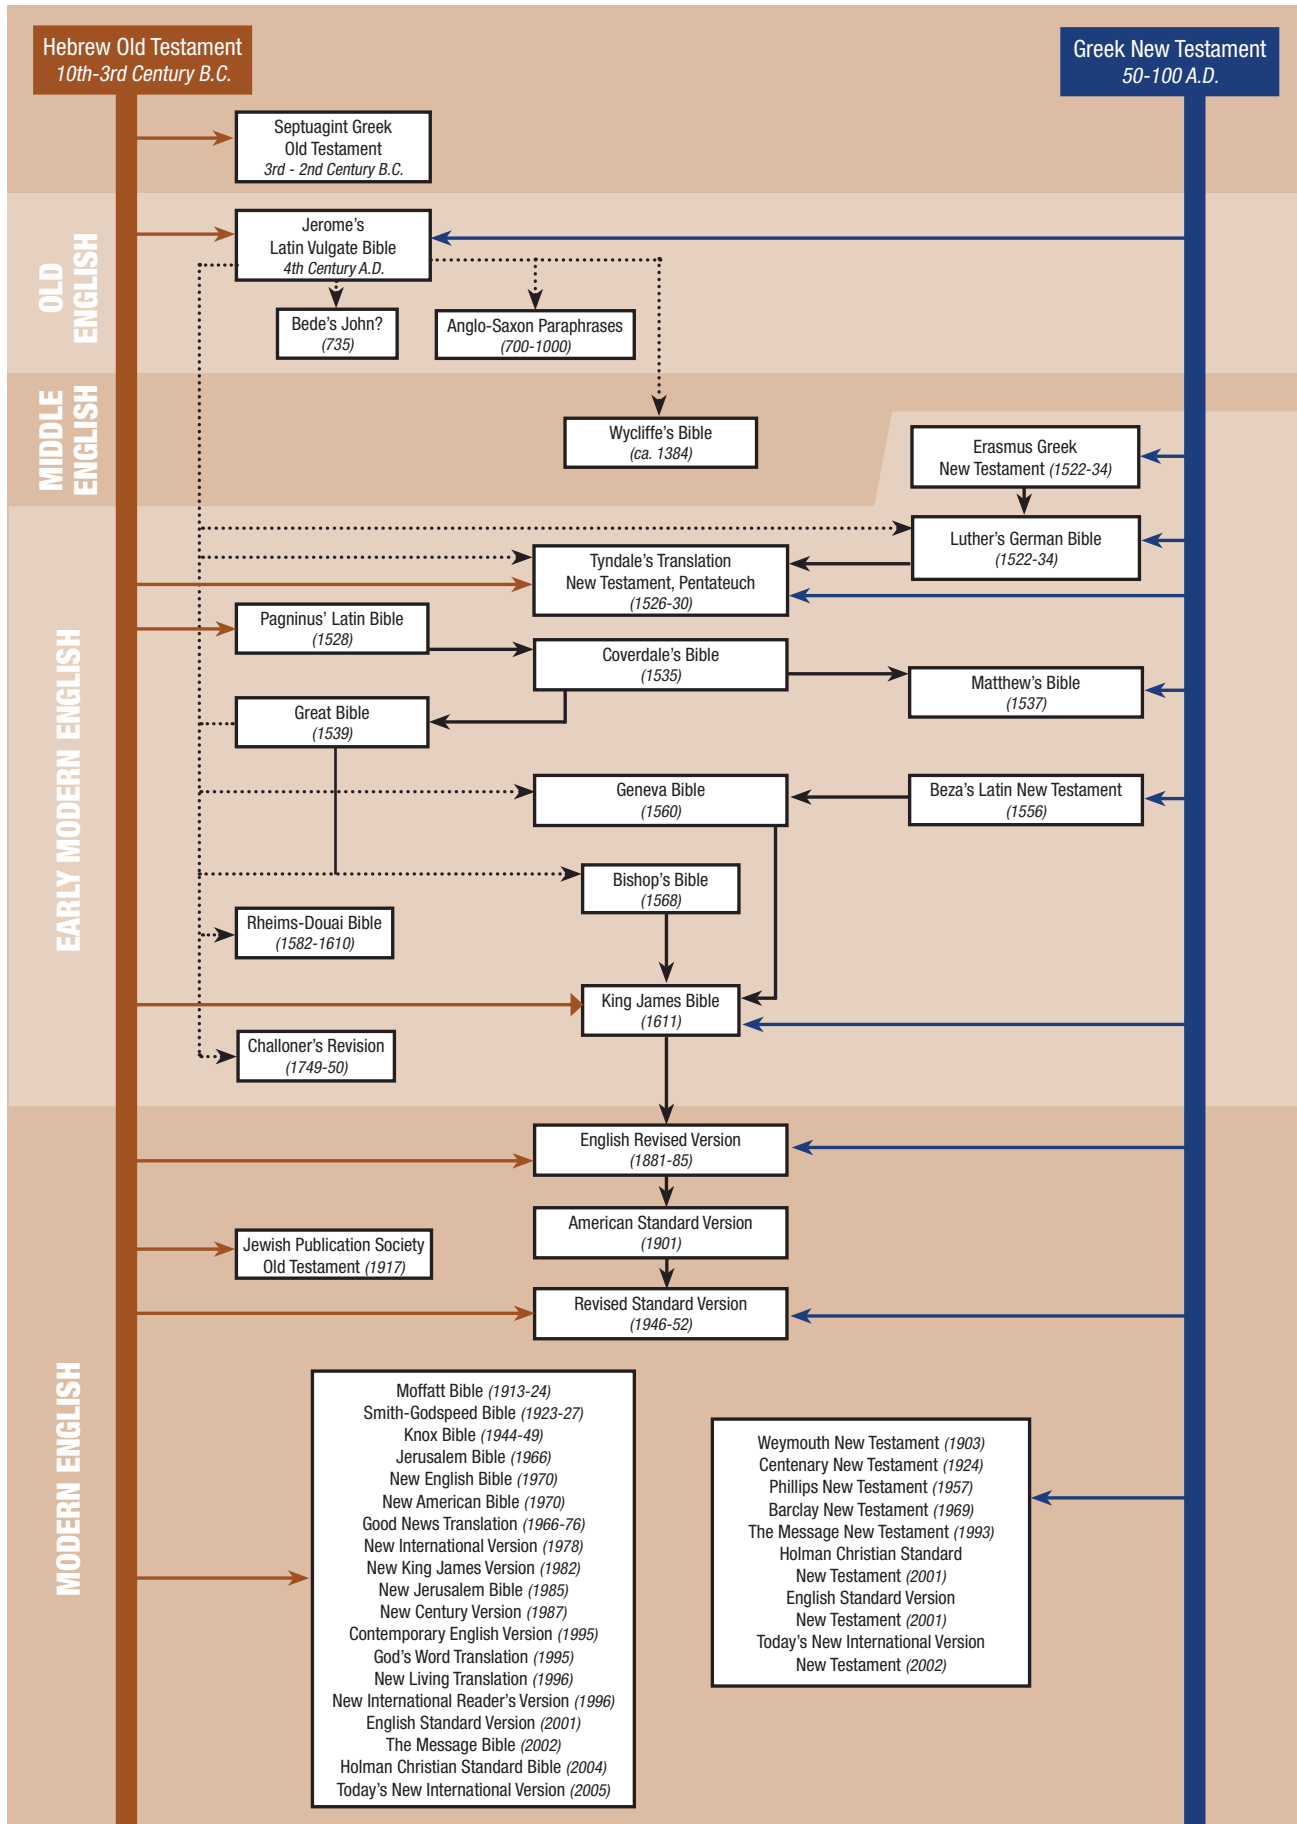 Hebrew Old Testament
10th-3rd Century B.C.
Greek New Testament
50-100 A.D.
Septuagint Greek
Old Testament
3rd - 2nd Century B.C.
OLD
ENGLISH
Jerome's
Latin Vulgate Bible
4th Century A.D.
Bede's John?
(735)
Anglo-Saxon Paraphrases
(700-1000)
MIDDLE
ENGLISH
Wycliffe's Bible
(ca. 1384)
Erasmus Greek
New Testament (1522-34)
Luther's German Bible
(1522-34)
EARLY MODERN ENGLISH
Tyndale's Translation
New Testament, Pentateuch
(1526-30)
Pagninus' Latin Bible
(1528)
Coverdale's Bible
(1535)
Matthew's Bible
(1537)
Great Bible
(1539)
Geneva Bible
(1560)
Beza's Latin New Testament
(1556)
Bishop's Bible
(1568)
Rheims-Douai Bible
(1582-1610)
King James Bible
(1611)
Challoner's Revision
(1749-50)
MODERN ENGLISH
English Revised Version
(1881-85)
American Standard Version
(1901)
Jewish Publication Society
Old Testament (1917)
Revised Standard Version
(1946-52)
Moffatt Bible (1913-24)
Smith-Godspeed Bible (1923-27)
Knox Bible (1944-49)
Jerusalem Bible (1966)
New English Bible (1970)
New American Bible (1970)
Good News Translation (1966-76)
New International Version (1978)
New King James Version (1982)
New Jerusalem Bible (1985)
New Century Version (1987)
Contemporary English Version (1995)
God's Word Translation (1995)
New Living Translation (1996)
New International Reader's Version (1996)
English Standard Version (2001)
The Message Bible (2002)
Holman Christian Standard Bible (2004)
Today's New International Version (2005)
Weymouth New Testament (1903)
Centenary New Testament (1924)
Phillips New Testament (1957)
Barclay New Testament (1969)
The Message New Testament (1993)
Holman Christian Standard
New Testament (2001)
English Standard Version
New Testament (2001)
Today's New International Version
New Testament (2002)